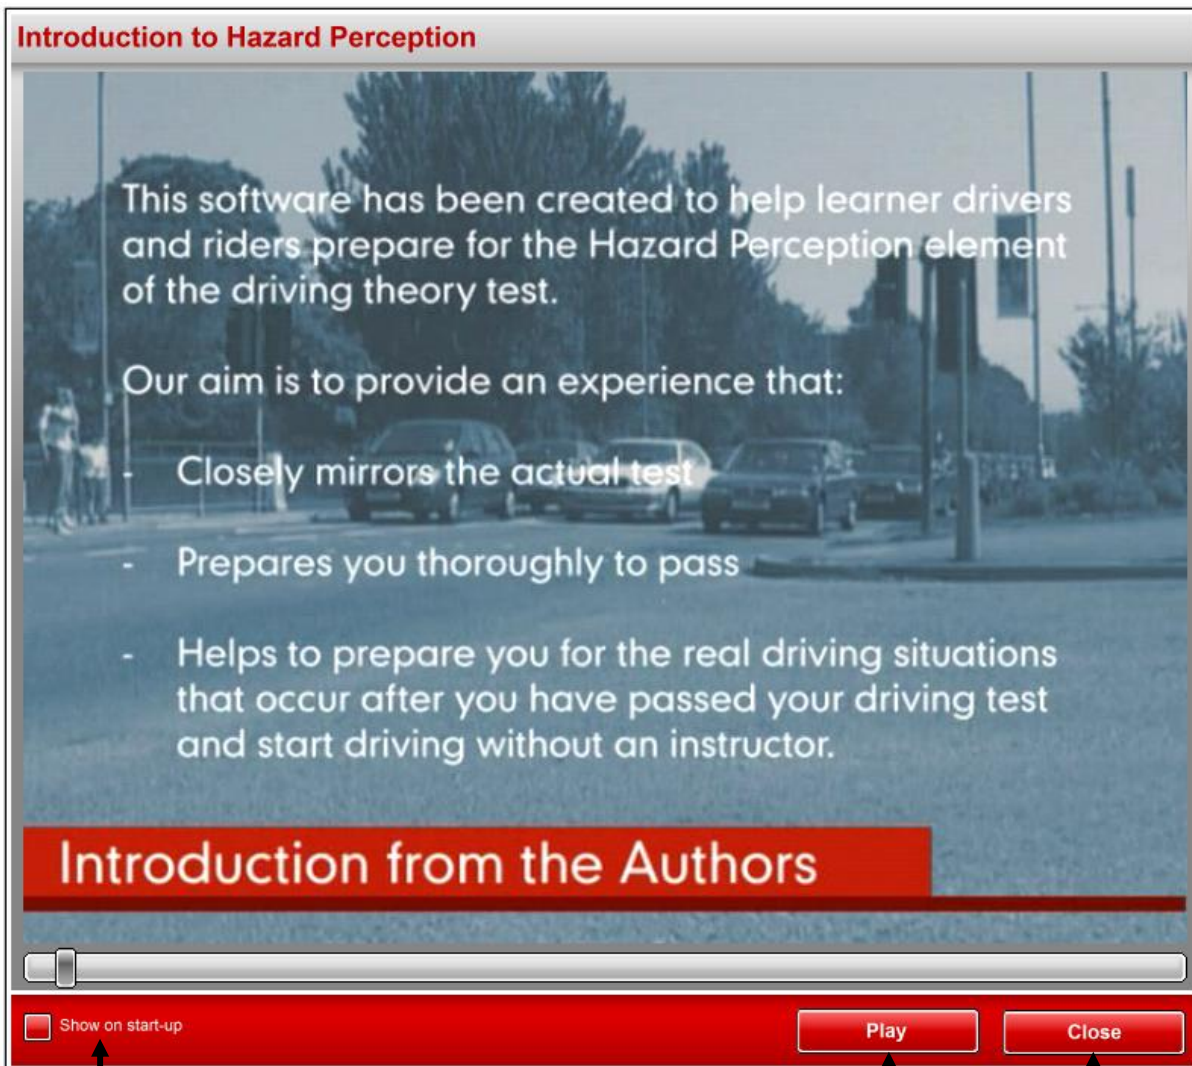 Introduction to Hazard Perception
This software has been created to help learner drivers
and riders prepare for the Hazard Perception element
of the driving theory test.
Our aim is to provide an experience that:
- Closely mirrors the actual test
- Prepares you thoroughly to pass
- Helps to prepare you for the real driving situations
that occur after you have passed your driving test
and start driving without an instructor.
Introduction from the Authors
Show on start-up
Play
Close